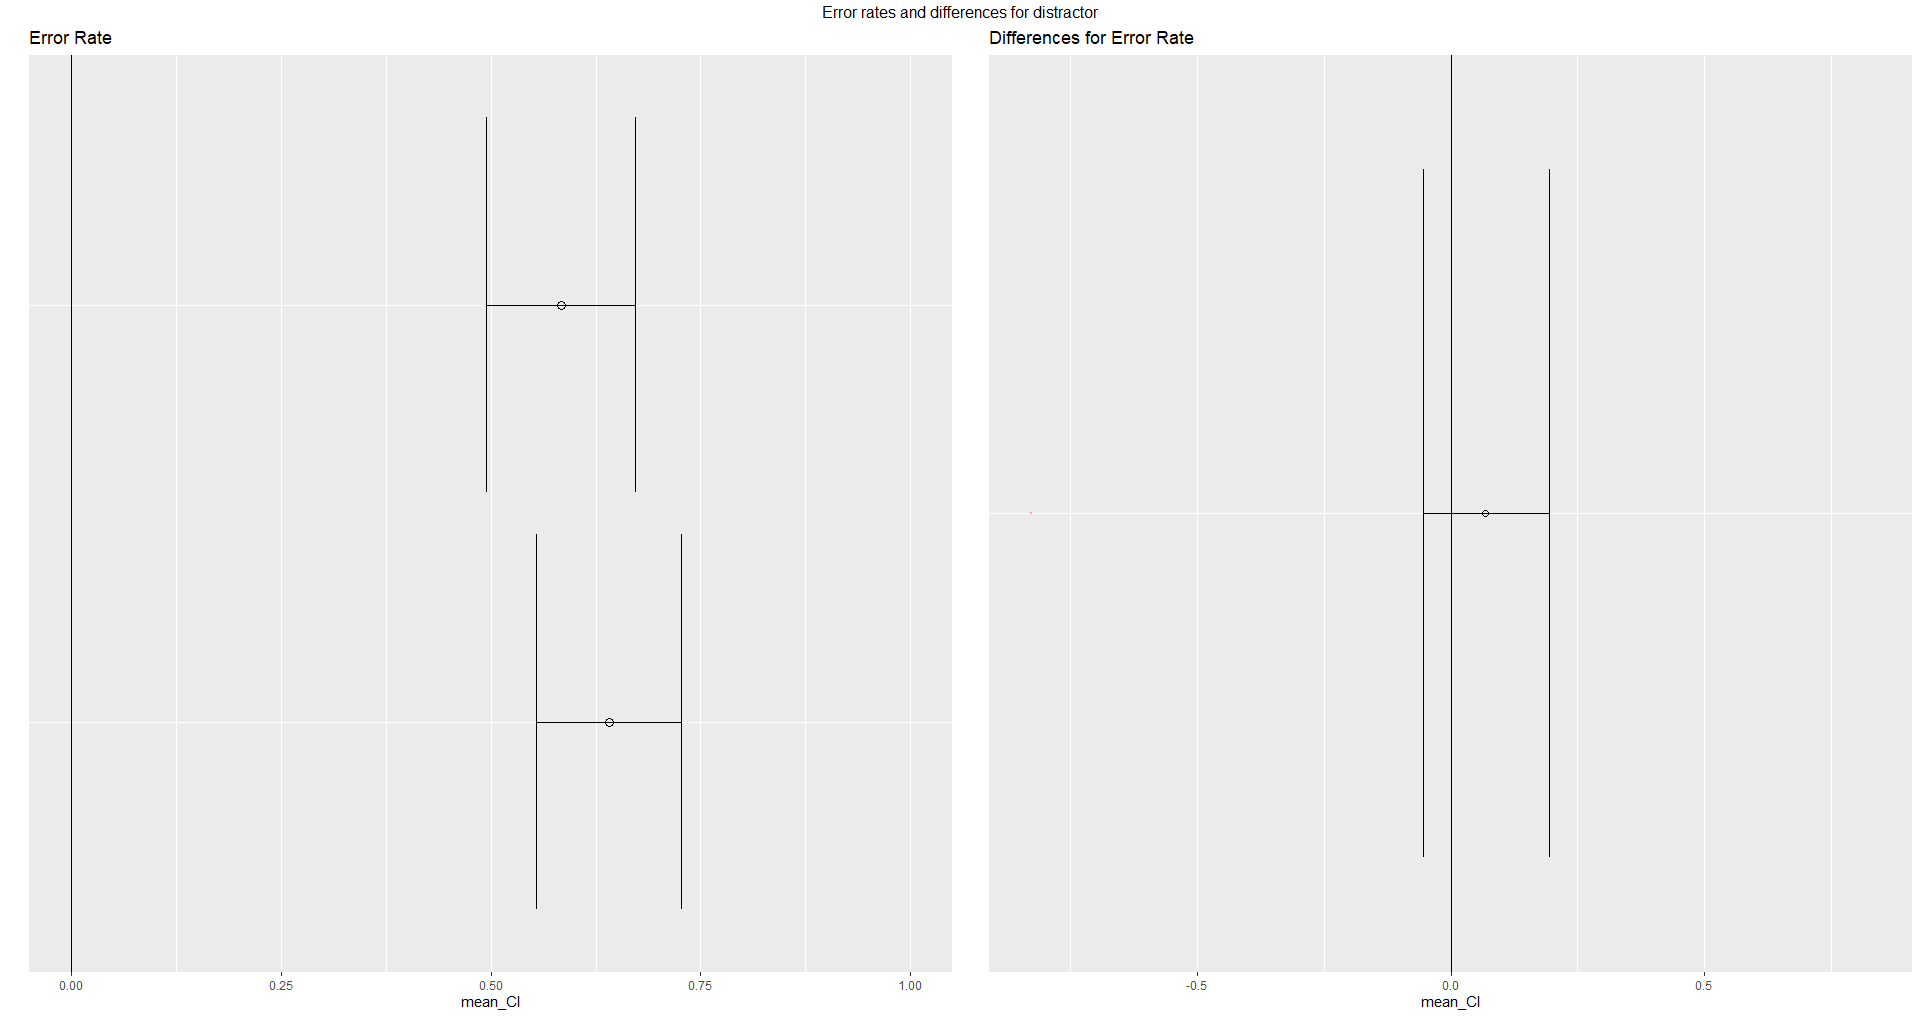 Error rates and differences for distractor
Error Rate
0.00 0.25 0.50 0.75 1.00
mean_CI
Differences for Error Rate
-0.5 0.0 0.5
mean_CI